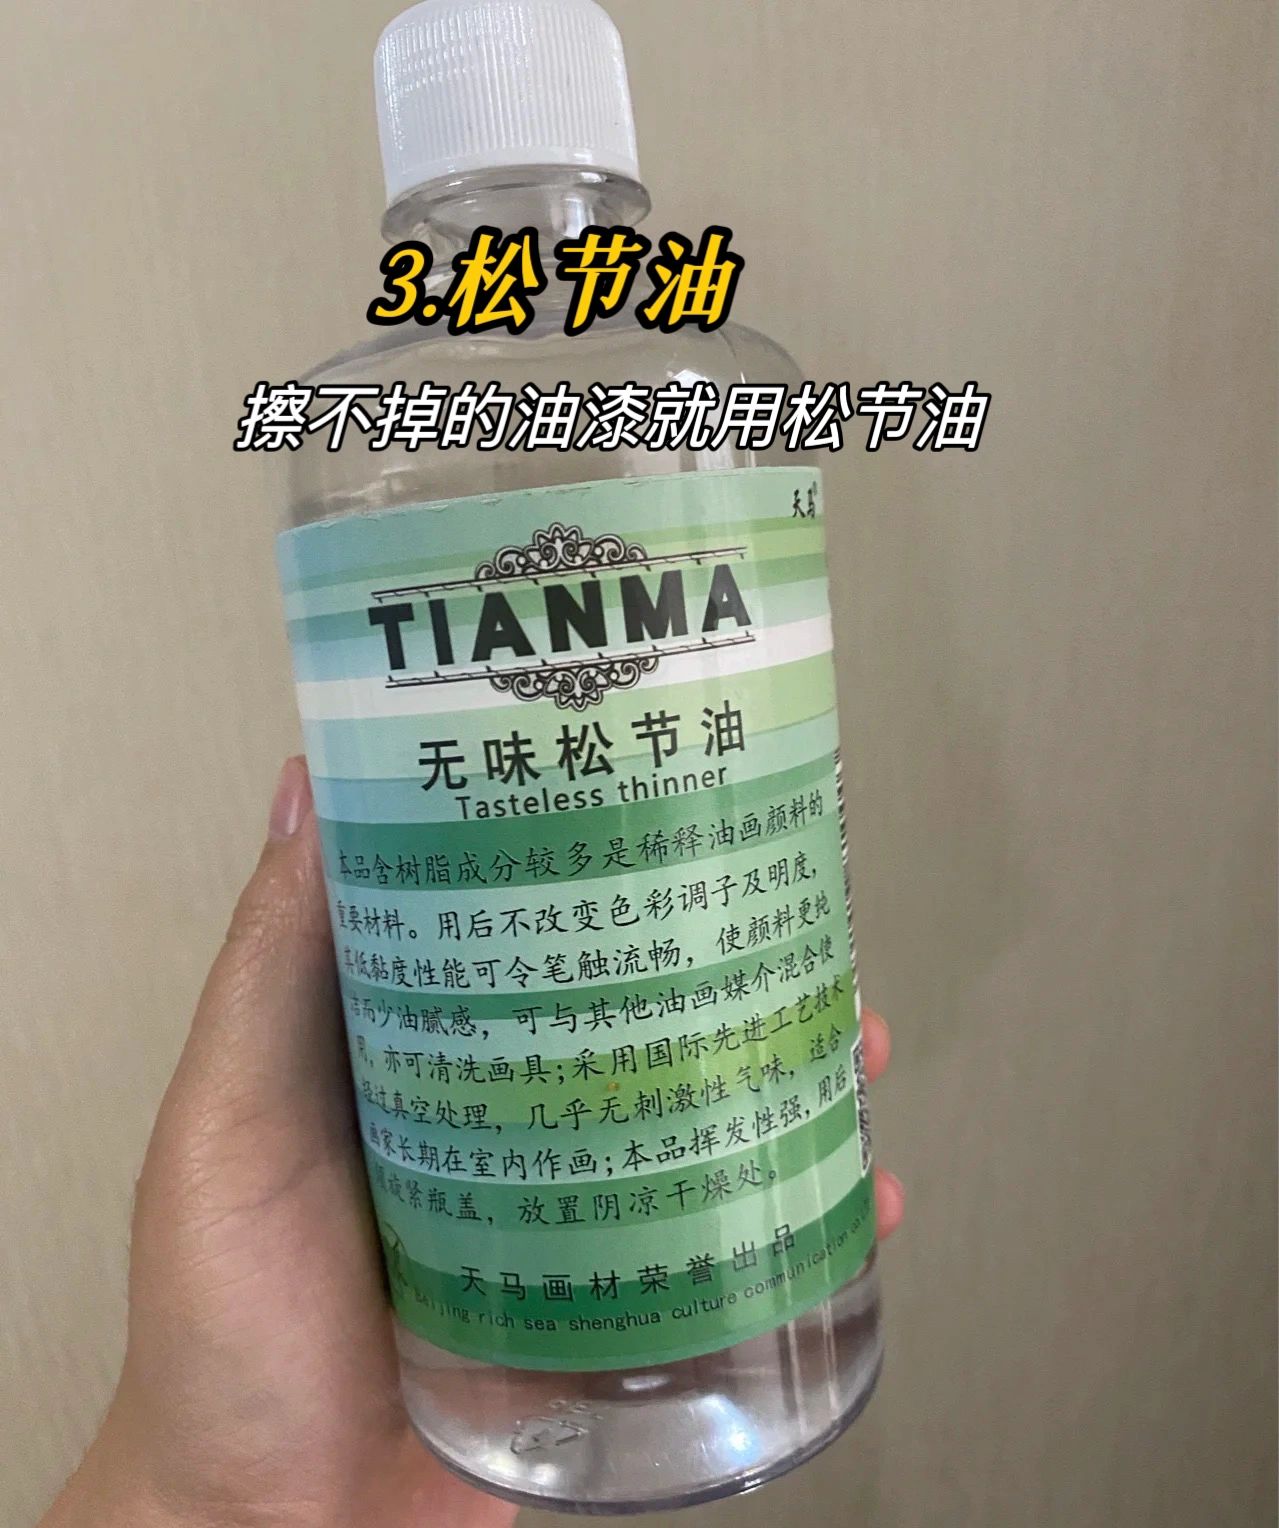 3.松节油
擦不掉的油漆就用松节油
天马
TIANMA
无味松节油
Tasteless thinner
本品含树脂成分较多是稀释油画颜料的
重要材料。用后不改变色彩调子及明度,
其低黏度性能可令笔触流畅，使颜料更纯
洁而少油腻感，可与其他油画媒介混合使
用，亦可清洗画具;采用国际先进工艺技术
经过真空处理，几乎无刺激性气味，适合
画家长期在室内作画;本品挥发性强,用后
须旋紧瓶盖，放置阴凉干燥处。
天马画材荣誉出品
Beijing rich sea shenghua culture communication co.